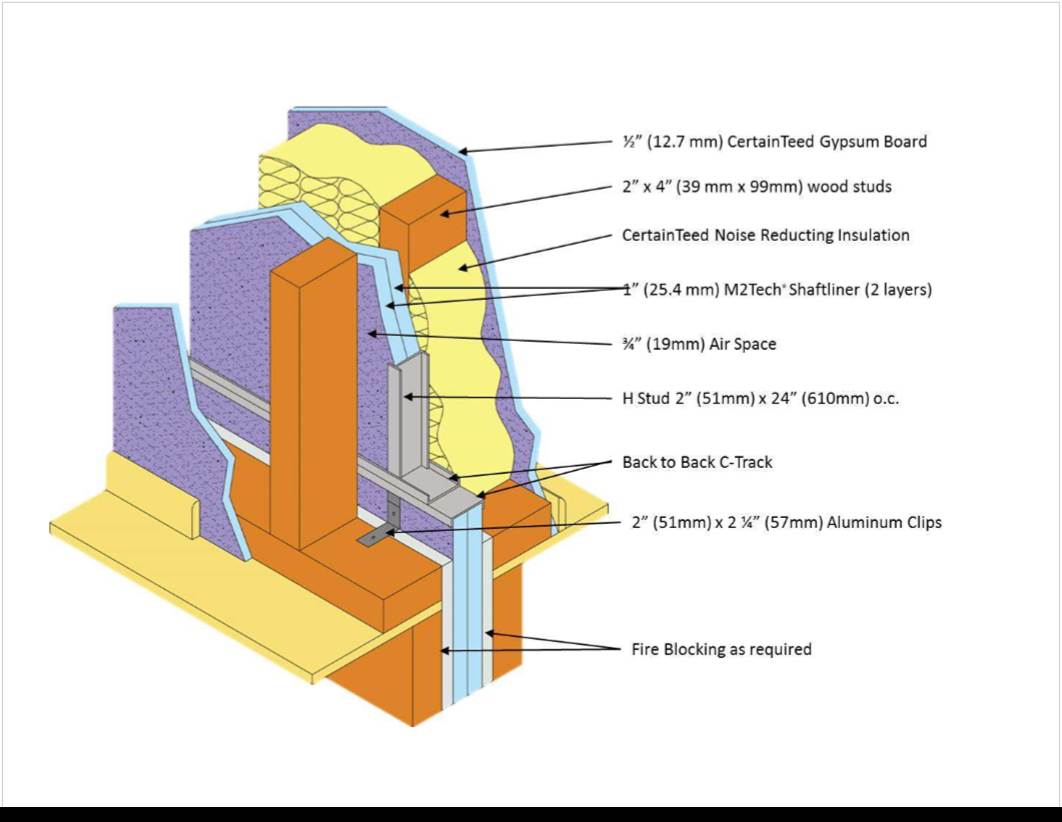 ½” (12.7 mm) CertainTeed Gypsum Board
2” x 4” (39 mm x 99mm) wood studs
CertainTeed Noise Reducting Insulation
1” (25.4 mm) M2Tech® Shaftliner (2 layers)
¾” (19mm) Air Space
H Stud 2” (51mm) x 24” (610mm) o.c.
Back to Back C-Track
2” (51mm) x 2 ¼” (57mm) Aluminum Clips
Fire Blocking as required